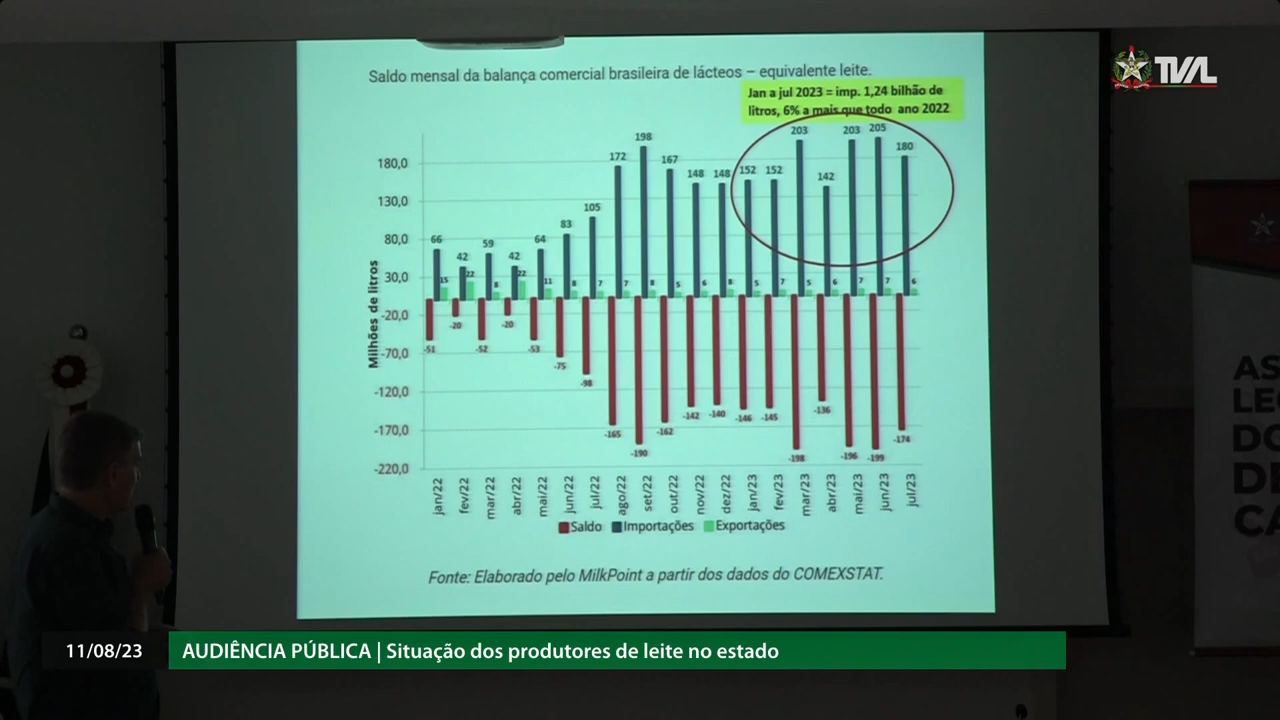 TVAL
Saldo mensal da balança comercial brasileira de lácteos – equivalente leite.
Jan a jul 2023 = imp. 1,24 bilhão de
litros, 6% a mais que todo ano 2022
Milhões de litros
180,0
130,0
80,0
30,0
-20,0
-70,0
-120,0
-170,0
-220,0
66 42 59 42 64 83 105 172 198 167 148 148 152 152 203 142 203 205 180
15 22 8 22 11 8 7 7 8 5 6 8 5 7 5 6 7 7 6
-51 -20 -52 -20 -53 -75 -98 -165 -190 -162 -142 -140 -146 -145 -198 -136 -196 -199 -174
jan/22 fev/22 mar/22 abr/22 mai/22 jun/22 jul/22 ago/22 set/22 out/22 nov/22 dez/22 jan/23 fev/23 mar/23 abr/23 mai/23 jun/23 jul/23
Saldo Importações Exportações
Fonte: Elaborado pelo MilkPoint a partir dos dados do COMEXSTAT.
AS
LE
DO
DE
CA
11/08/23
AUDIÊNCIA PÚBLICA | Situação dos produtores de leite no estado